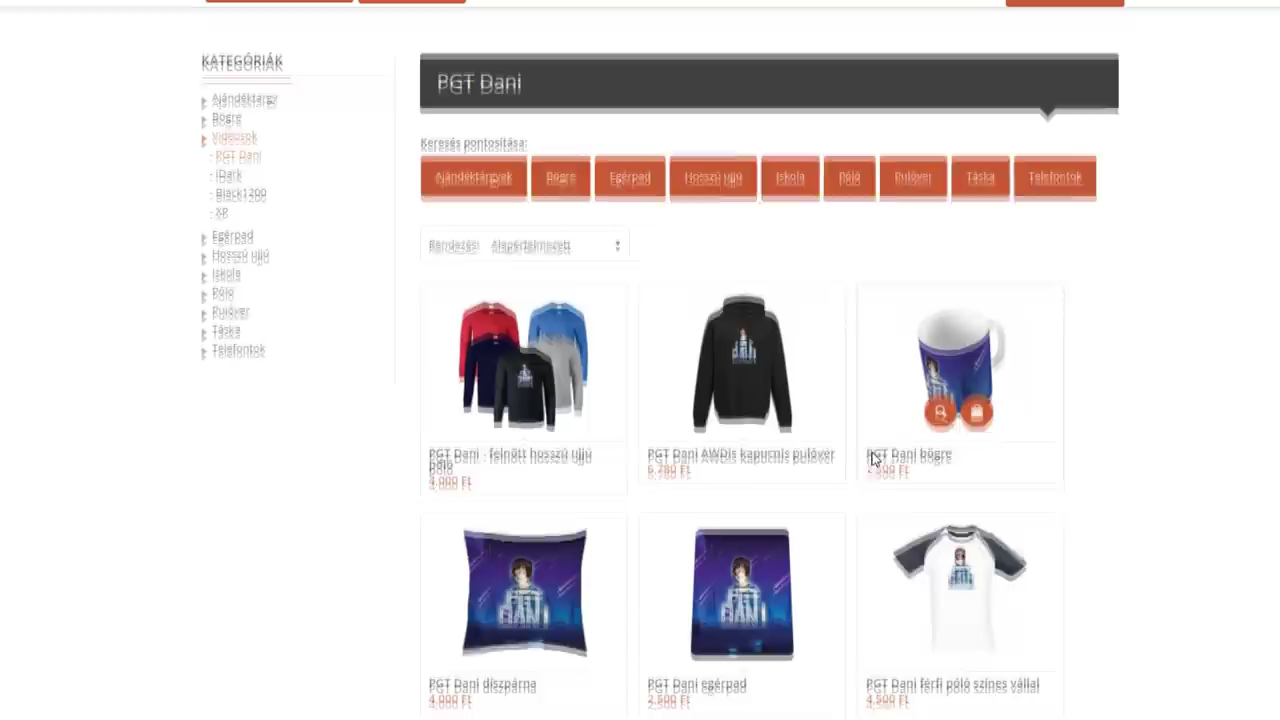 KATEGÓRIÁK
Ajándéktárgy
Bögre
Videósok
- PGT Dani
- iDark
- Black1200
- XR
Egérpad
Hosszú ujjú
Iskola
Póló
Pulóver
Táska
Telefontok
PGT Dani
Keresés pontosítása:
Ajándéktárgyak Bögre Egérpad Hosszú ujjú Iskola Póló Pulóver Táska Telefontok
Rendezés: Alapértelmezett
PGT Dani - felnőtt hosszú ujjú
póló
4,000 Ft
PGT Dani AWDis kapucnis pulóver
6,780 Ft
PGT Dani bögre
PGT Dani díszpárna
4,000 Ft
PGT Dani egérpad
2,500 Ft
PGT Dani férfi póló színes vállal
4,500 Ft